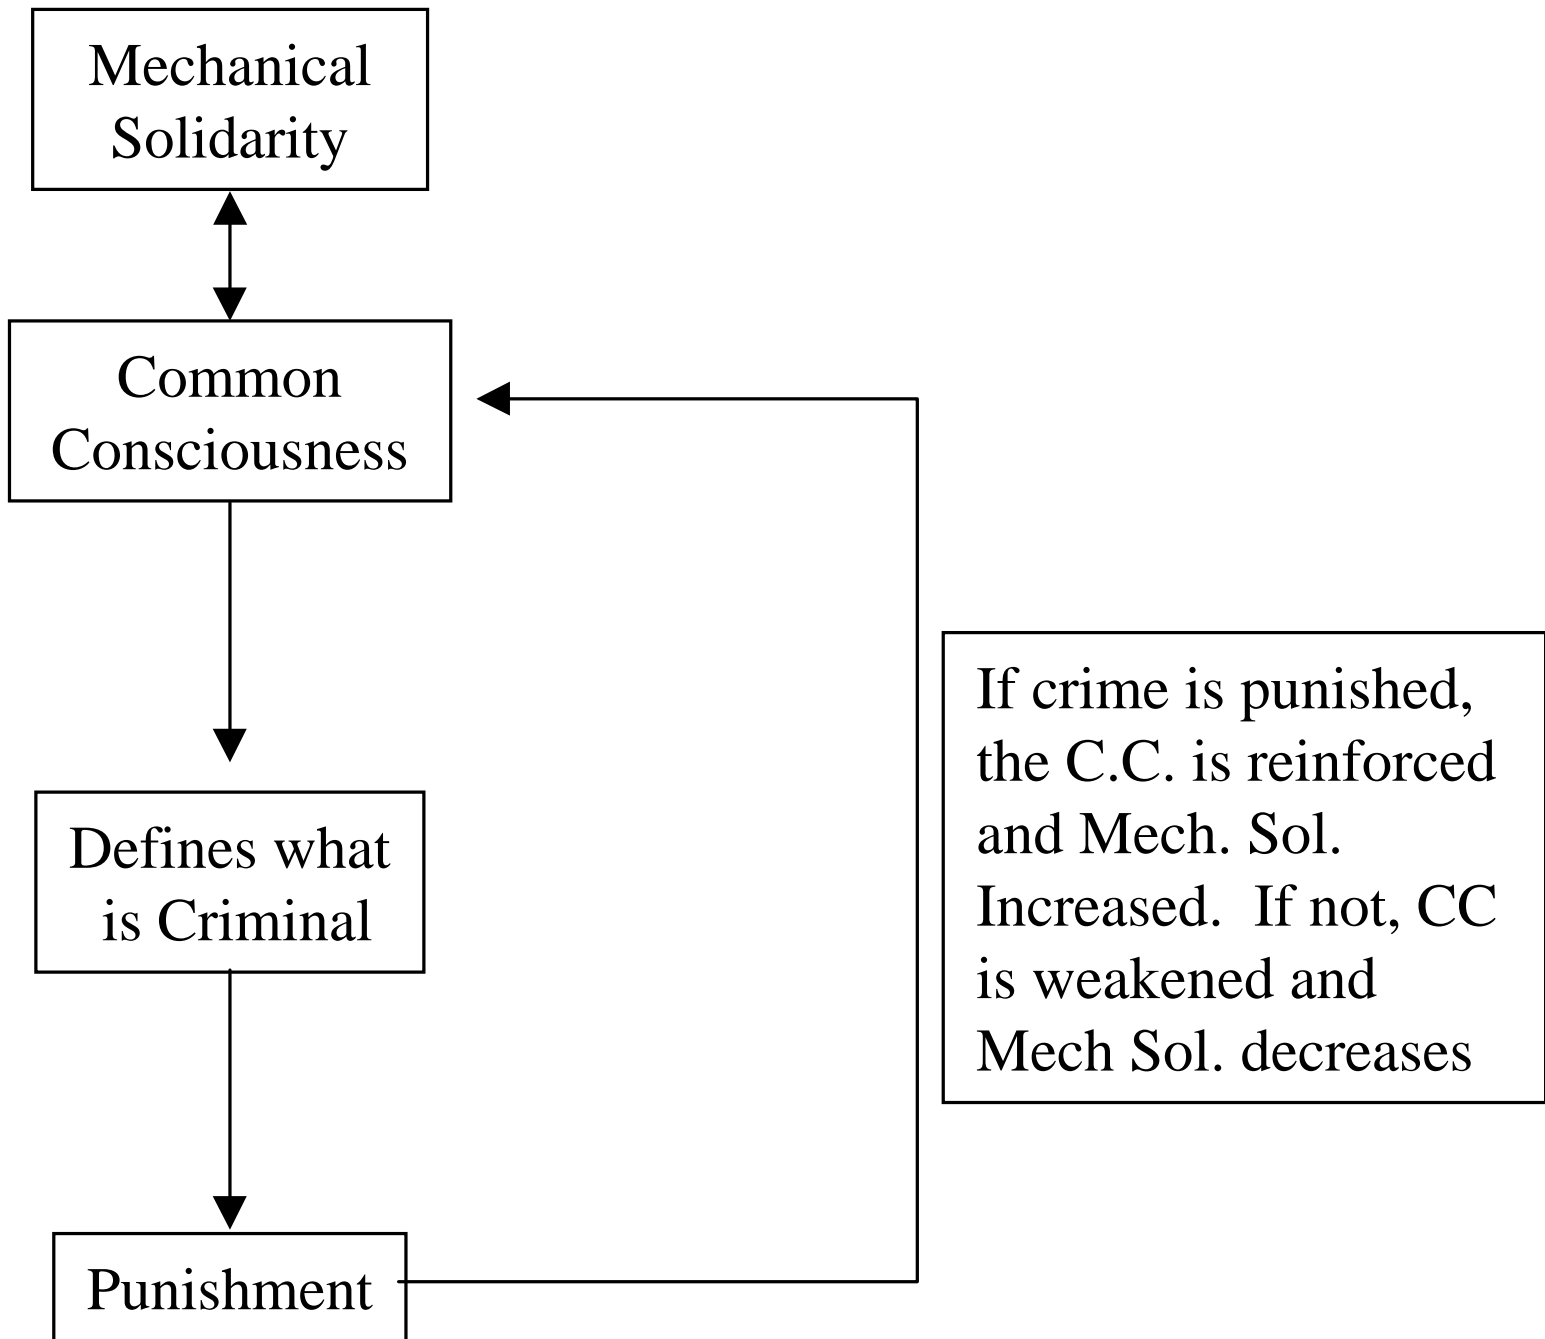 Mechanical
Solidarity
Common
Consciousness
Defines what
is Criminal
Punishment
If crime is punished,
the C.C. is reinforced
and Mech. Sol.
Increased.  If not, CC
is weakened and
Mech Sol. decreases